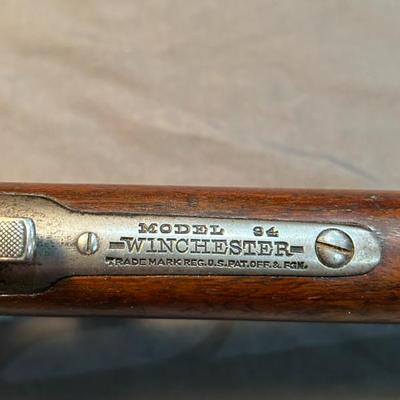 MODEL 94
WINCHESTER
TRADE MARK REG. U.S. PAT. OFF. & FGN.